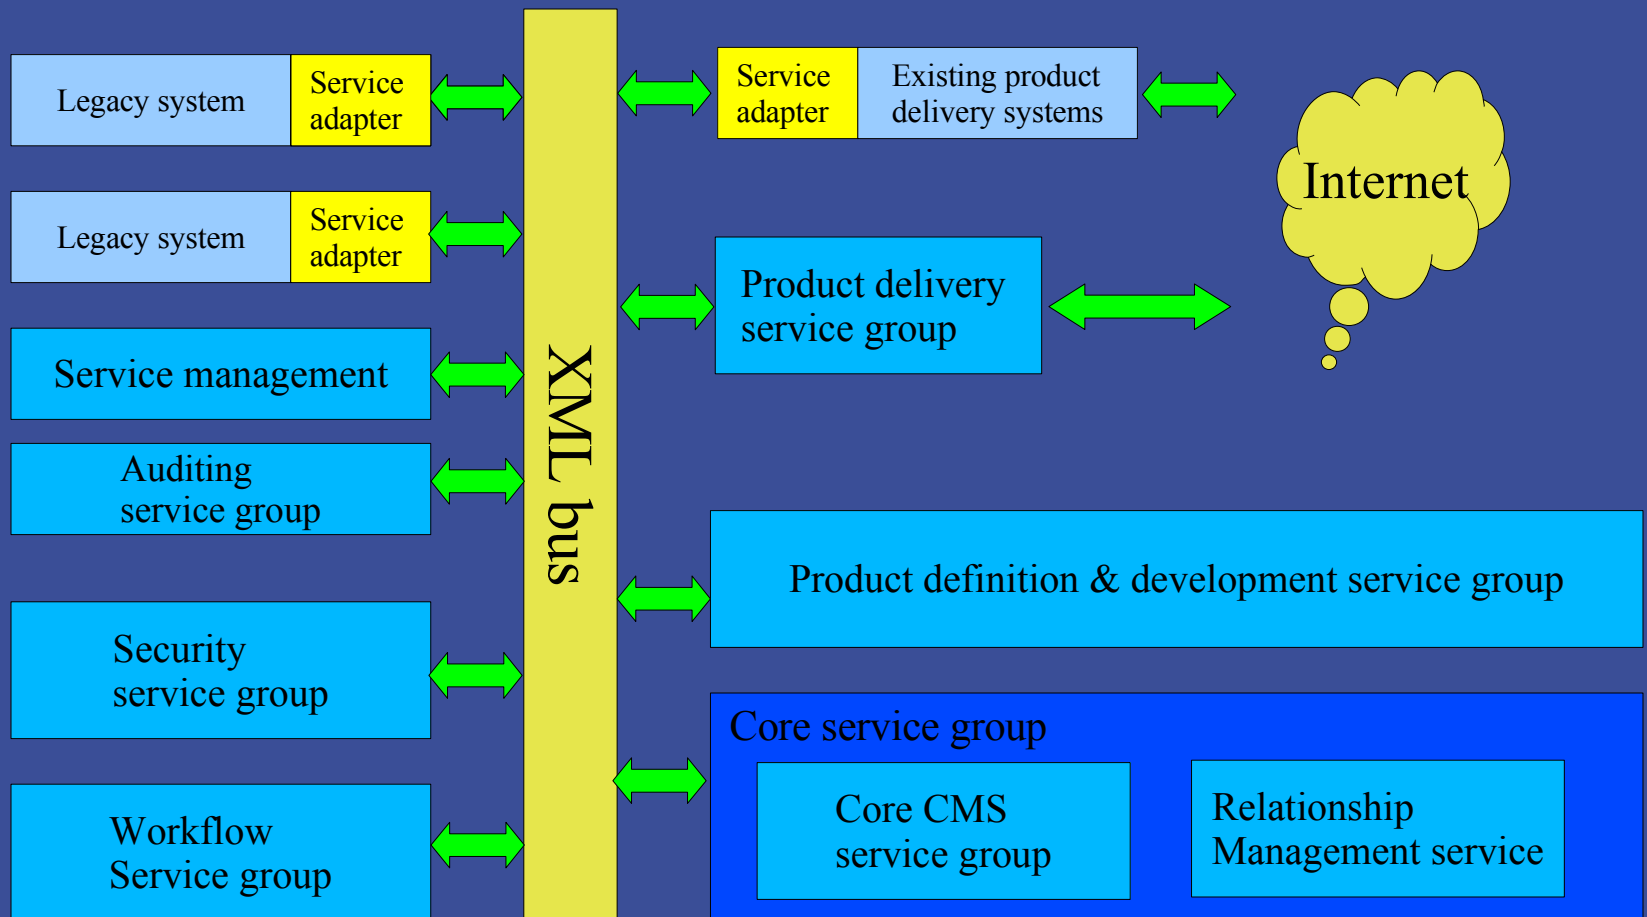 Legacy system
Service
adapter
Legacy system
Service
adapter
Service management
Auditing
service group
Security
service group
Workflow
Service group
XML bus
Service
adapter
Existing product
delivery systems
Internet
Product delivery
service group
Product definition & development service group
Core service group
Core CMS
service group
Relationship
Management service